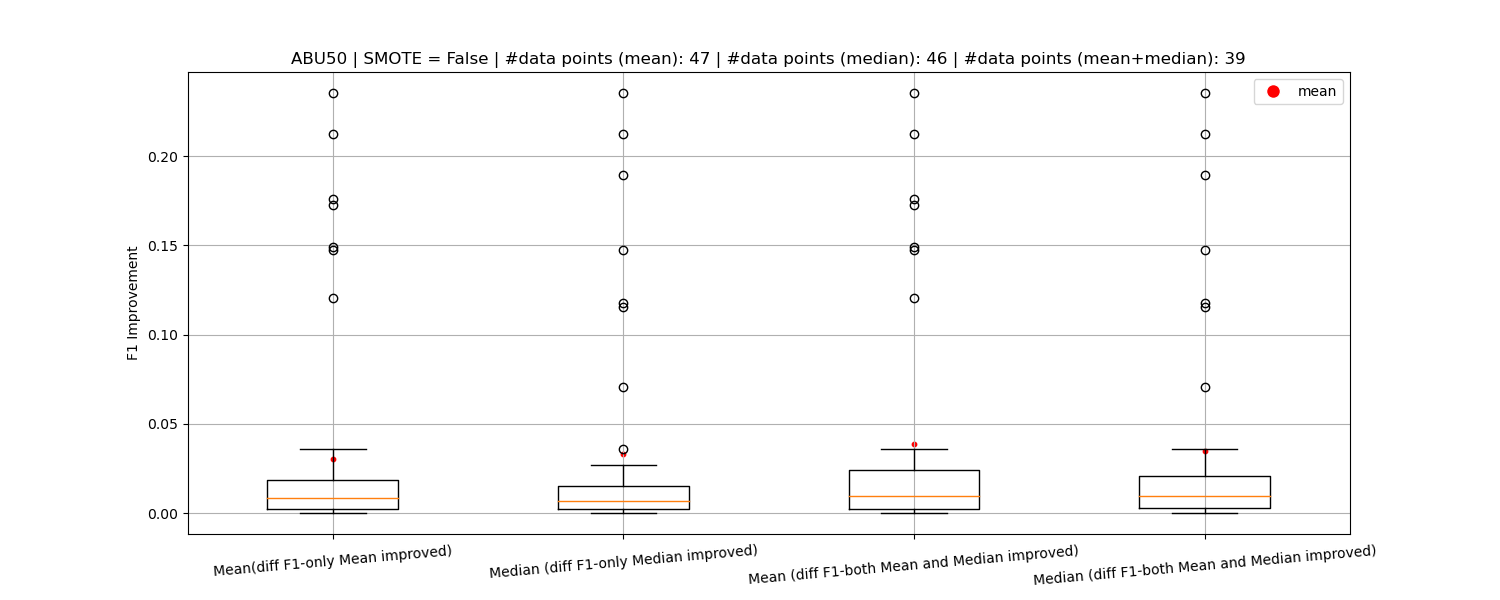 ABU50 | SMOTE = False | #data points (mean): 47 | #data points (median): 46 | #data points (mean+median): 39
mean
F1 Improvement
0.20
0.15
0.10
0.05
0.00
Mean(diff F1-only Mean improved)
Median (diff F1-only Median improved)
Mean (diff F1-both Mean and Median improved)
Median (diff F1-both Mean and Median improved)